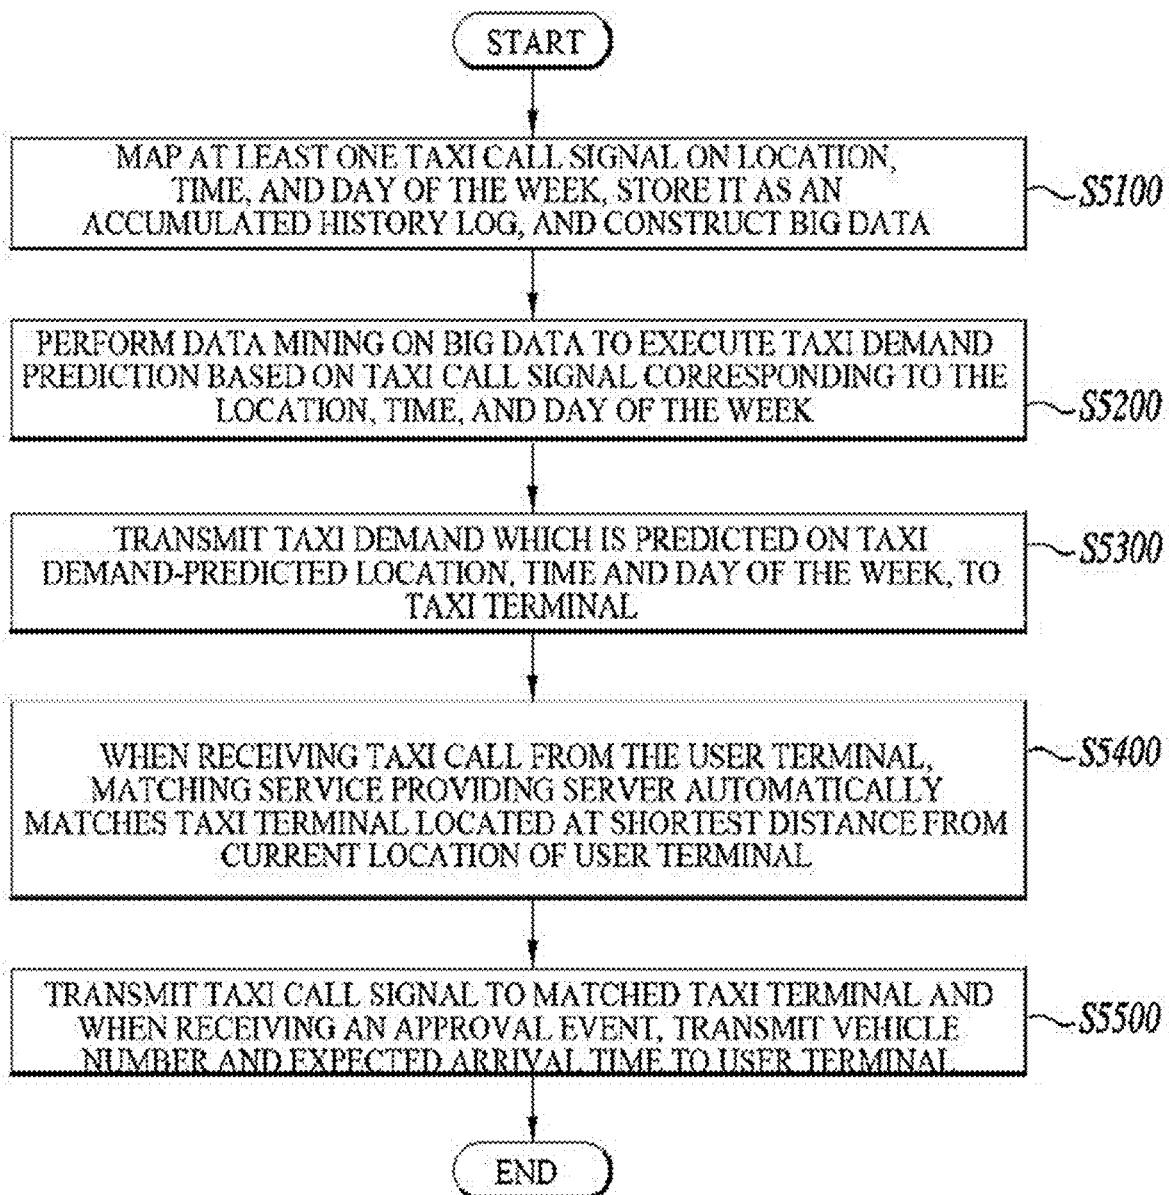 START
MAP AT LEAST ONE TAXI CALL SIGNAL ON LOCATION,
TIME, AND DAY OF THE WEEK, STORE IT AS AN
ACCUMULATED HISTORY LOG, AND CONSTRUCT BIG DATA
S5100
PERFORM DATA MINING ON BIG DATA TO EXECUTE TAXI DEMAND
PREDICTION BASED ON TAXI CALL SIGNAL CORRESPONDING TO THE
LOCATION, TIME, AND DAY OF THE WEEK
S5200
TRANSMIT TAXI DEMAND WHICH IS PREDICTED ON TAXI
DEMAND-PREDICTED LOCATION, TIME AND DAY OF THE WEEK, TO
TAXI TERMINAL
S5300
WHEN RECEIVING TAXI CALL FROM THE USER TERMINAL,
MATCHING SERVICE PROVIDING SERVER AUTOMATICALLY
MATCHES TAXI TERMINAL LOCATED AT SHORTEST DISTANCE FROM
CURRENT LOCATION OF USER TERMINAL
S5400
TRANSMIT TAXI CALL SIGNAL TO MATCHED TAXI TERMINAL AND
WHEN RECEIVING AN APPROVAL EVENT, TRANSMIT VEHICLE
NUMBER AND EXPECTED ARRIVAL TIME TO USER TERMINAL
S5500
END